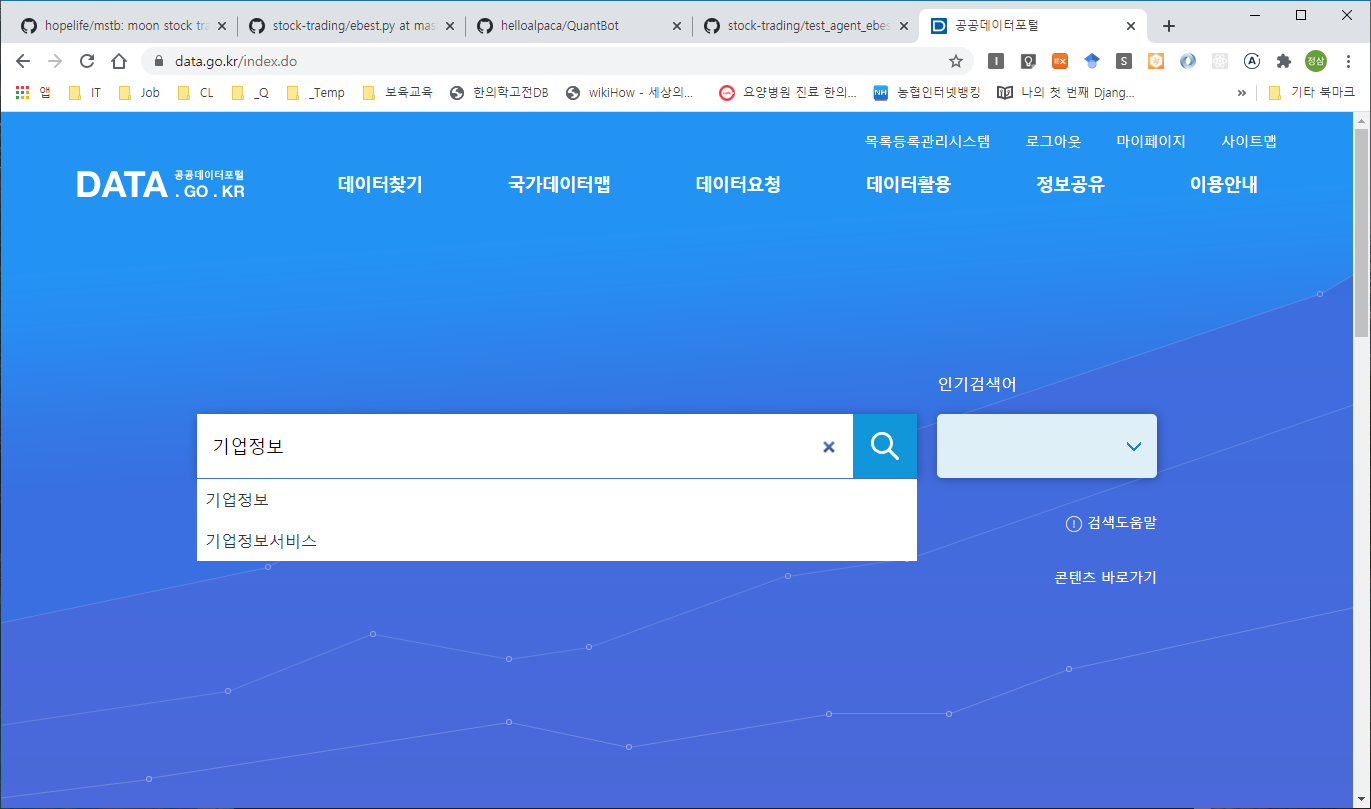 hopelife/mstb: moon stock tra
stock-trading/ebest.py at mas
helloalpaca/QuantBot
stock-trading/test_agent_ebes
공공데이터포털
data.go.kr/index.do
정상
앱 IT Job CL _Q _Temp 보육교육 한의학고전DB wikiHow - 세상의... 요양병원 진료 한의... NH 농협인터넷뱅킹 나의 첫 번째 Djang... » 기타 북마크
목록등록관리시스템 로그아웃 마이페이지 사이트맵
DATA 공공데이터포털
.GO.KR
데이터찾기 국가데이터맵 데이터요청 데이터활용 정보공유 이용안내
인기검색어
기업정보
기업정보
기업정보서비스
검색도움말
콘텐츠 바로가기